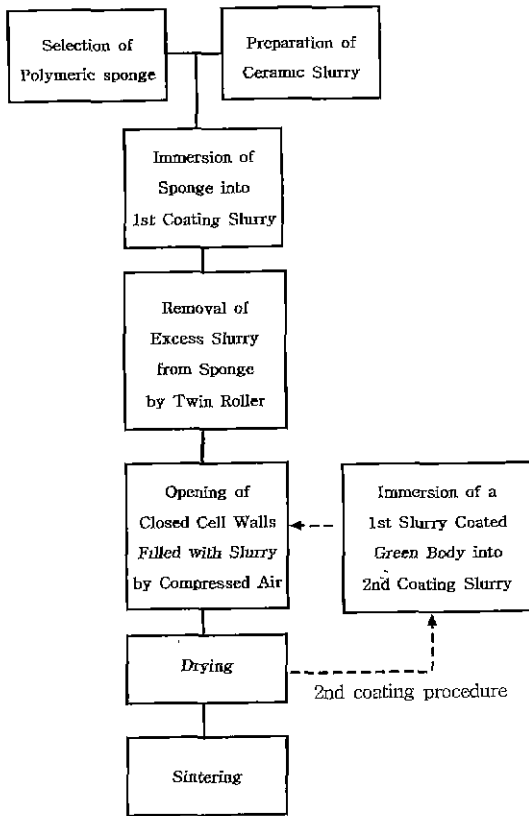 Selection of
Polymeric sponge
Preparation of
Ceramic Slurry
Immersion of
Sponge into
1st Coating Slurry
Removal of
Excess Slurry
from Sponge
by Twin Roller
Opening of
Closed Cell Walls
Filled with Slurry
by Compressed Air
Immersion of a
1st Slurry Coated
Green Body into
2nd Coating Slurry
Drying
2nd coating procedure
Sintering